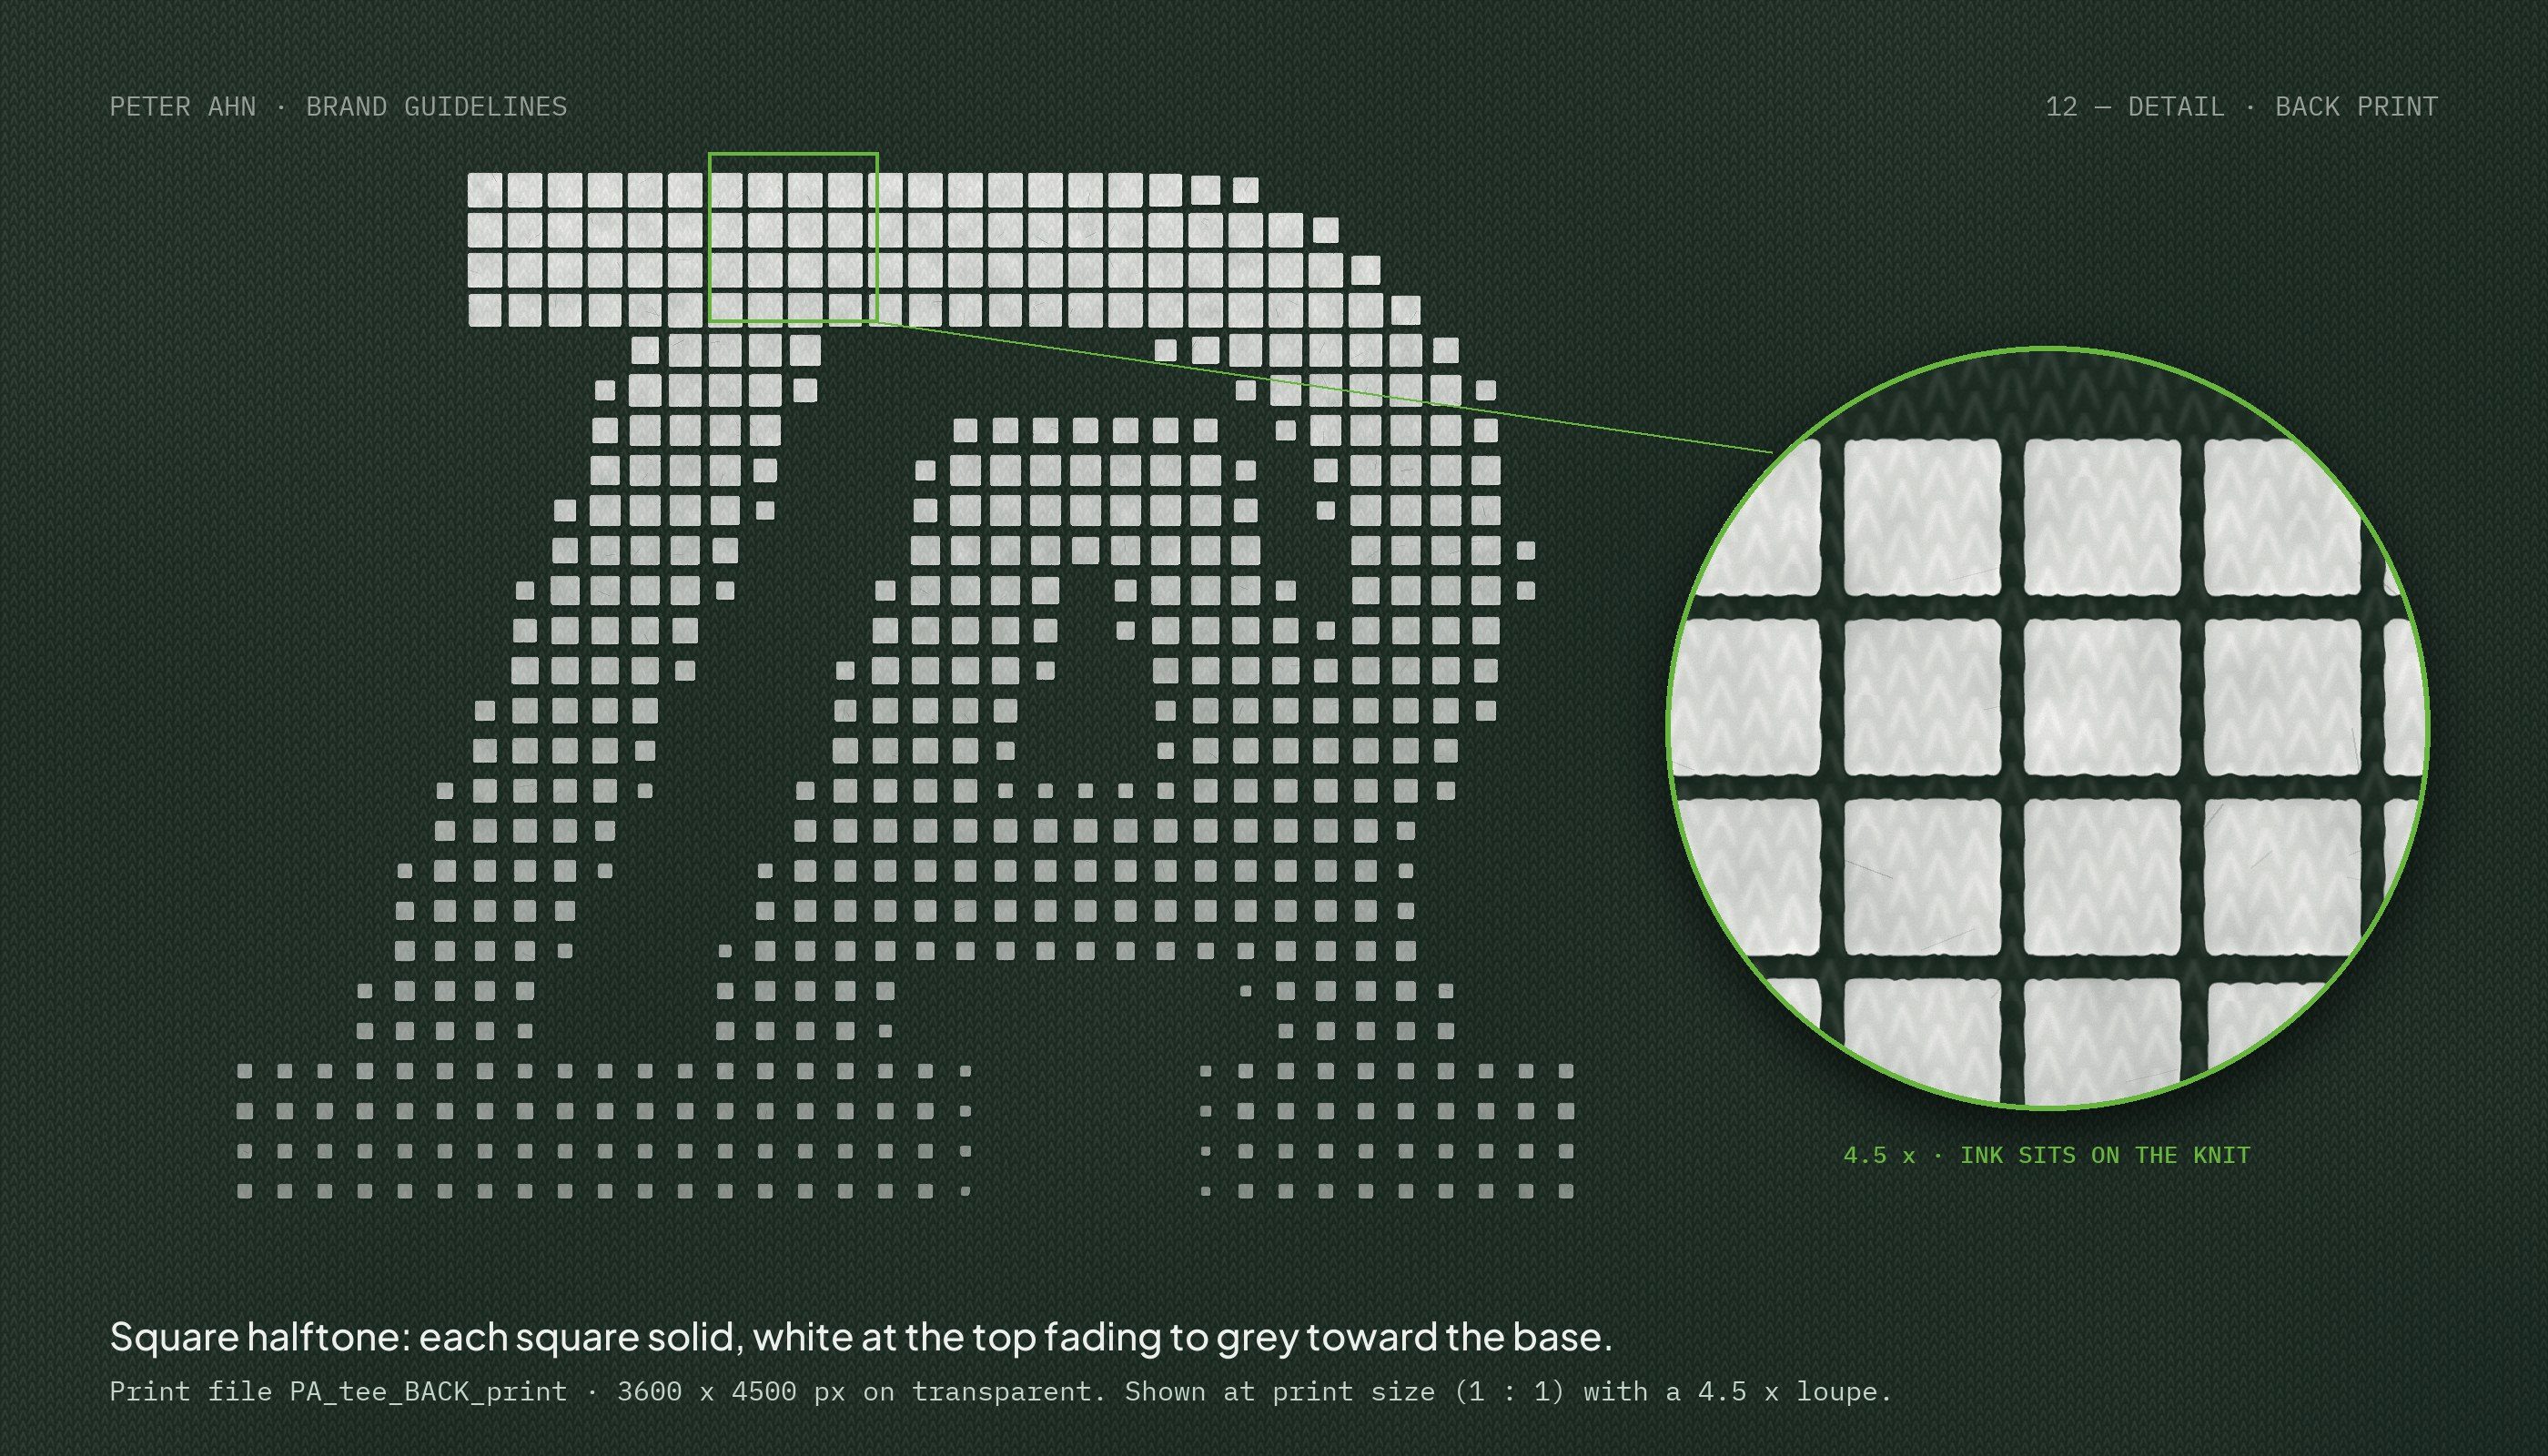 PETER AHN · BRAND GUIDELINES
12 — DETAIL · BACK PRINT
4.5 x · INK SITS ON THE KNIT
Square halftone: each square solid, white at the top fading to grey toward the base.
Print file PA_tee_BACK_print · 3600 x 4500 px on transparent. Shown at print size (1 : 1) with a 4.5 x loupe.